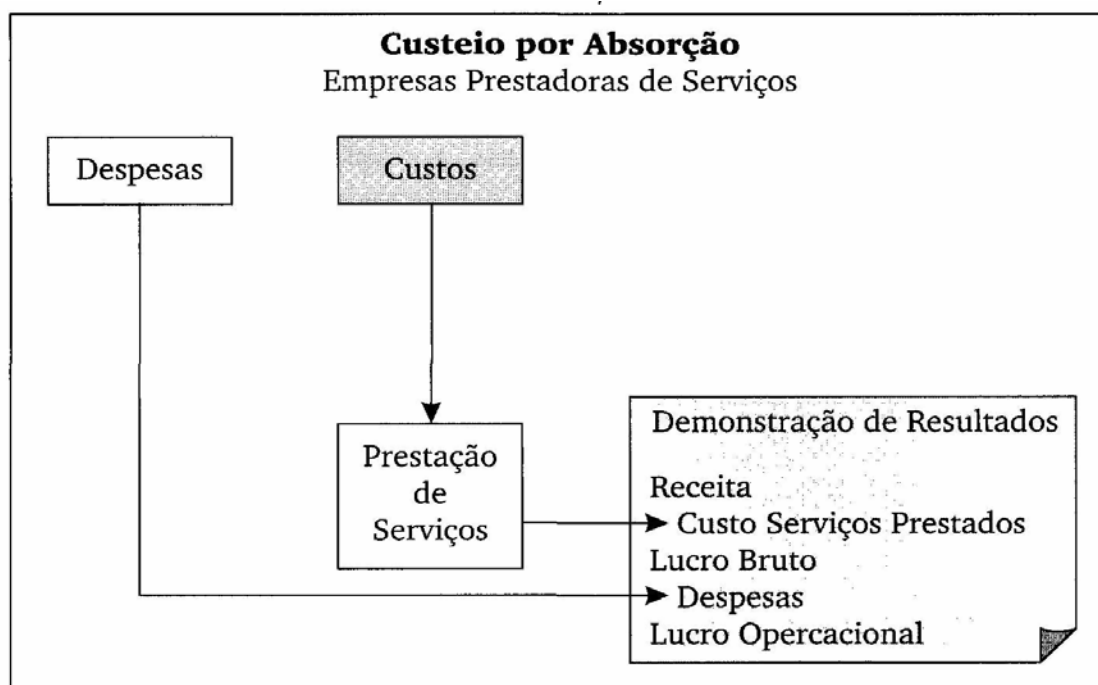 Custeio por Absorção
Empresas Prestadoras de Serviços
Despesas
Custos
Prestação
de
Serviços
Demonstração de Resultados
Receita
Custo Serviços Prestados
Lucro Bruto
Despesas
Lucro Opercacional